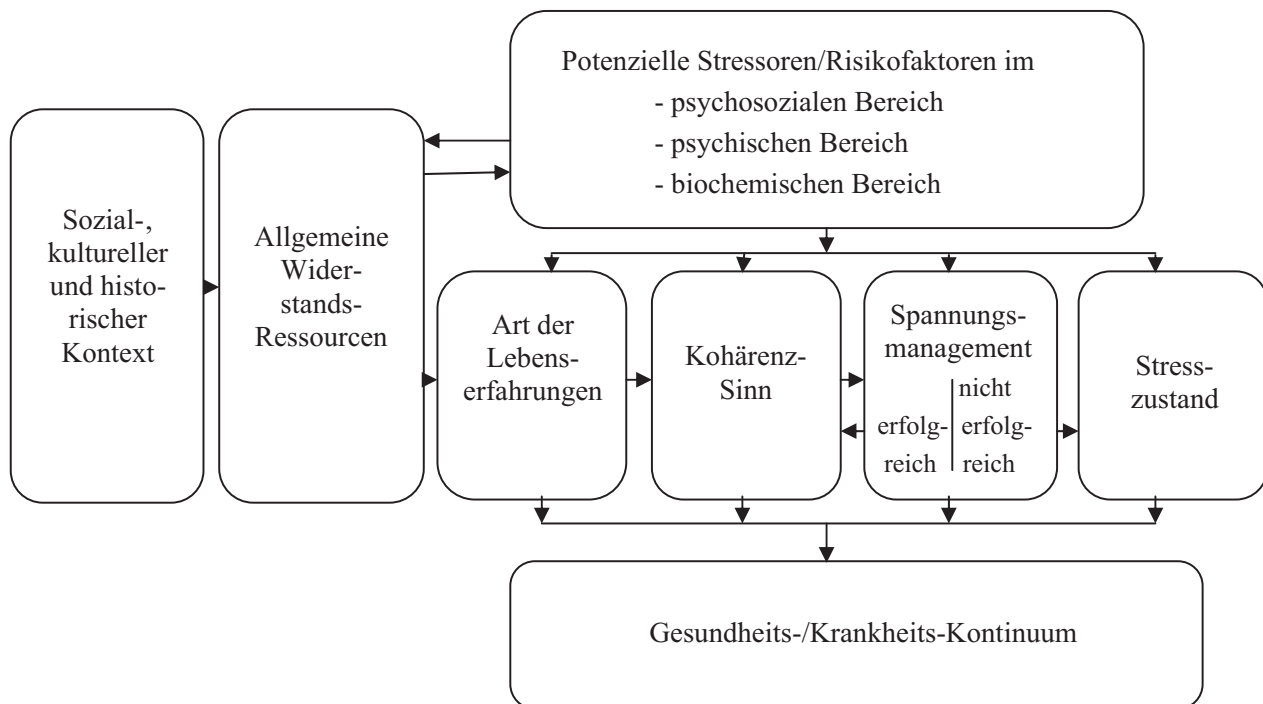 Potenzielle Stressoren/Risikofaktoren im
- psychosozialen Bereich
- psychischen Bereich
- biochemischen Bereich
Sozial-,
kultureller
und histo-
rischer
Kontext
Allgemeine
Wider-
stands-
Ressourcen
Art der
Lebens-
erfahrungen
Kohärenz-
Sinn
Spannungs-
management
erfolg-
reich
nicht
erfolg-
reich
Stress-
zustand
Gesundheits-/Krankheits-Kontinuum